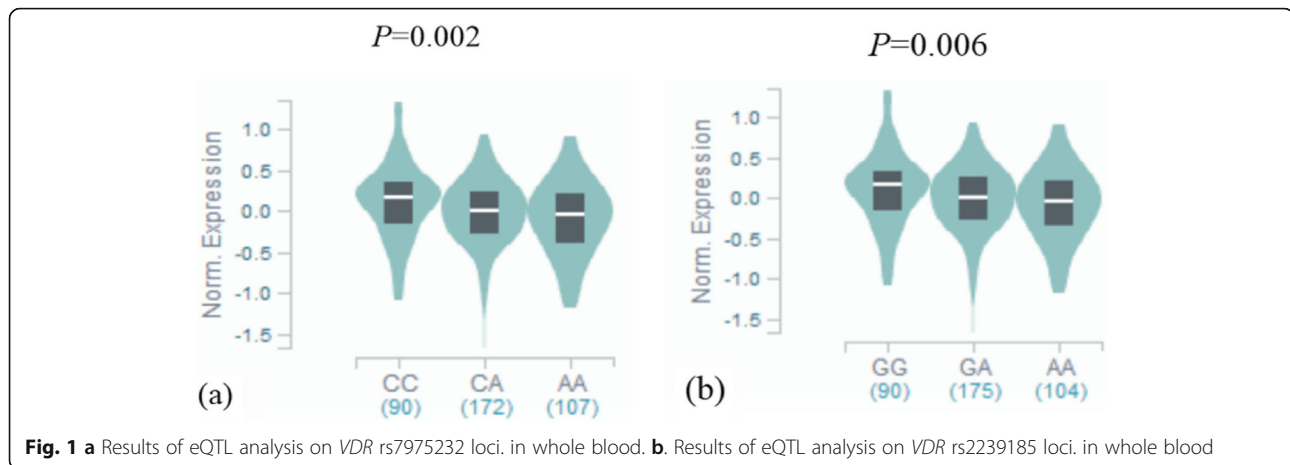 P=0.002
P=0.006
Norm. Expression
1.0
0.5
0.0
-0.5
-1.0
-1.5
CC CA AA
(90) (172) (107)
(a)
Norm. Expression
1.0
0.5
0.0
-0.5
-1.0
-1.5
GG GA AA
(90) (175) (104)
(b)
Fig. 1 a Results of eQTL analysis on VDR rs7975232 loci. in whole blood. b. Results of eQTL analysis on VDR rs2239185 loci. in whole blood